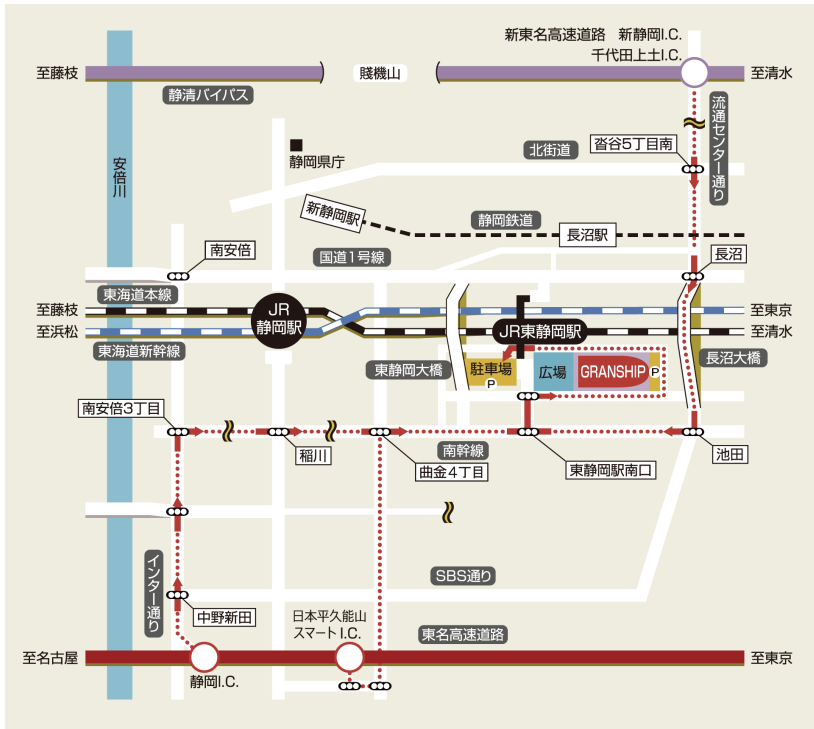 新東名高速道路 新静岡I.C.
千代田上土I.C.
至藤枝
賤機山
至清水
静清バイパス
流通センター通り
安倍川
静岡県庁
北街道
沓谷5丁目南
新静岡駅
静岡鉄道
長沼駅
南安倍
国道1号線
長沼
東海道本線
至藤枝
JR
静岡駅
至東京
至浜松
JR東静岡駅
至清水
東海道新幹線
東静岡大橋
駐車場
P
広場
GRANSHIP
P
長沼大橋
南安倍3丁目
稲川
南幹線
曲金4丁目
東静岡駅南口
池田
インター通り
SBS通り
中野新田
日本平久能山
スマートI.C.
東名高速道路
至名古屋
至東京
静岡I.C.